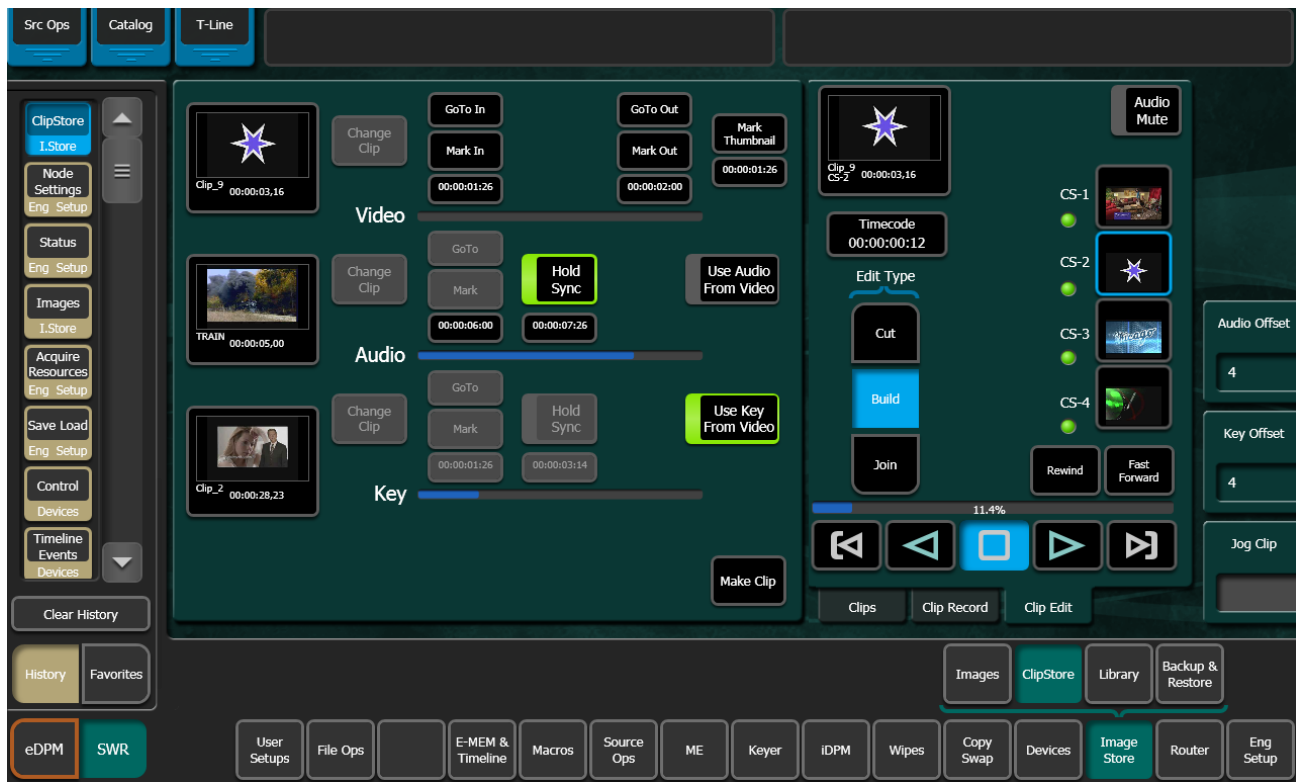 Src Ops
Catalog
T-Line
ClipStore
I.Store
Node
Settings
Eng Setup
Status
Eng Setup
Images
I.Store
Acquire
Resources
Eng Setup
Save Load
Eng Setup
Control
Devices
Timeline
Events
Devices
Clear History
History
Favorites
eDPM
SWR
Clip_9 00:00:03,16
Change
Clip
GoTo In
Mark In
00:00:01:26
GoTo Out
Mark Out
00:00:02:00
Mark
Thumbnail
00:00:01:26
Video
TRAIN 00:00:05,00
Change
Clip
GoTo
Mark
00:00:06:00
Hold
Sync
00:00:07:26
Use Audio
From Video
Audio
Clip_2 00:00:28,23
Change
Clip
GoTo
Mark
00:00:01:26
Hold
Sync
00:00:03:14
Use Key
From Video
Key
Make Clip
Clip_9
CS-2 00:00:03,16
Audio
Mute
Timecode
00:00:00:12
Edit Type
Cut
Build
Join
CS-1
CS-2
CS-3
Chicago
CS-4
Rewind
Fast
Forward
11.4%
Clips
Clip Record
Clip Edit
Audio Offset
4
Key Offset
4
Jog Clip
Images
ClipStore
Library
Backup &
Restore
User
Setups
File Ops
E-MEM &
Timeline
Macros
Source
Ops
ME
Keyer
iDPM
Wipes
Copy
Swap
Devices
Image
Store
Router
Eng
Setup